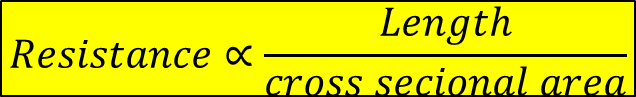 Resistance ∝ Length
cross secional area